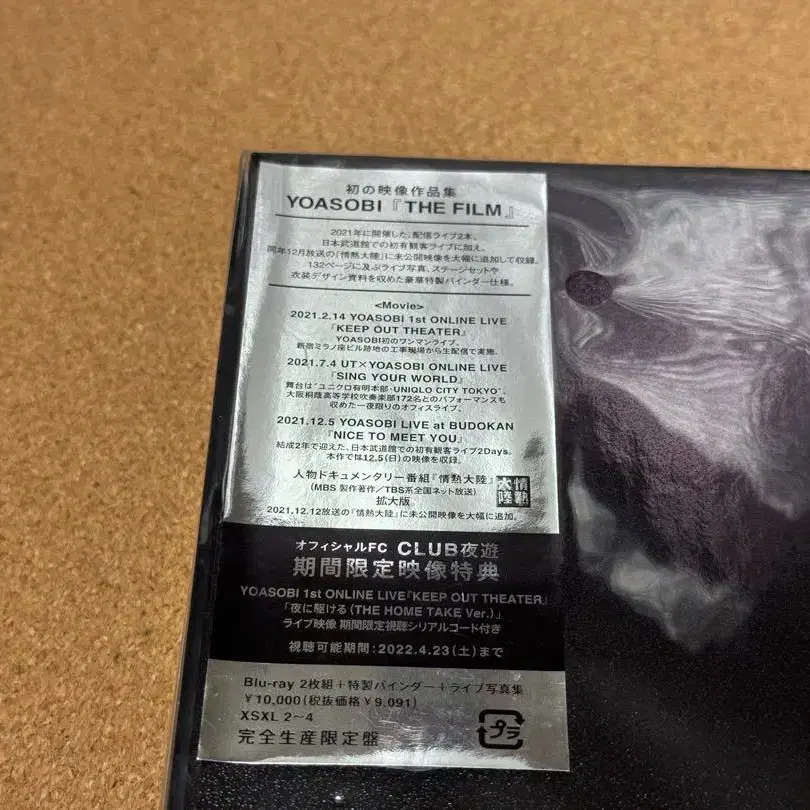 初の映像作品集
YOASOBI『THE FILM』
2021年に開催した、配信ライブ2本、
日本武道館での初有観客ライブに加え、
同年12月放送の「情熱大陸」に未公開映像を大幅に追加して収録。
132ページに及ぶライブ写真、ステージセットや
衣装デザイン資料を収めた豪華特製バインダー仕様。
<Movie>
2021.2.14 YOASOBI 1st ONLINE LIVE
『KEEP OUT THEATER』
YOASOBI初のワンマンライブ。
新宿ミラノ座ビル跡地の工事現場から生配信で実施。
2021.7.4 UT×YOASOBI ONLINE LIVE
『SING YOUR WORLD』
舞台は"ユニクロ有明本部・UNIQLO CITY TOKYO"。
大阪桐蔭高等学校吹奏楽部172名とのパフォーマンスも
収めた一夜限りのオフィスライブ。
2021.12.5 YOASOBI LIVE at BUDOKAN
『NICE TO MEET YOU』
結成2年で迎えた、日本武道館での初有観客ライブ2Days。
本作では12.5(日)の映像を収録。
人物ドキュメンタリー番組『情熱大陸』
(MBS 製作著作/TBS系全国ネット放送)
拡大版
情熱大陸
2021.12.12放送の『情熱大陸』に未公開映像を大幅に追加。
オフィシャルFC CLUB夜遊
期間限定映像特典
YOASOBI 1st ONLINE LIVE『KEEP OUT THEATER』
「夜に駆ける(THE HOME TAKE Ver.)」
ライブ映像 期間限定視聴シリアルコード付き
視聴可能期間:2022.4.23(土)まで
Blu-ray 2枚組+特製バインダー+ライブ写真集
¥10,000(税抜価格¥9,091)
XSXL 2~4
完全生産限定盤
プラ